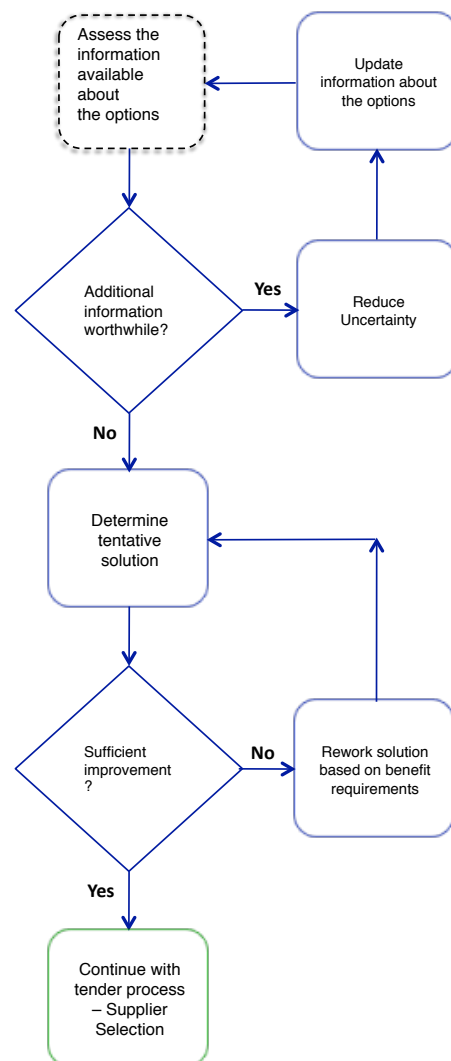 Assess the
information
available
about
the options
Update
information about
the options
Additional
information
worthwhile?
Yes
Reduce
Uncertainty
No
Determine
tentative
solution
Sufficient
improvement
?
No
Rework solution
based on benefit
requirements
Yes
Continue with
tender process
– Supplier
Selection